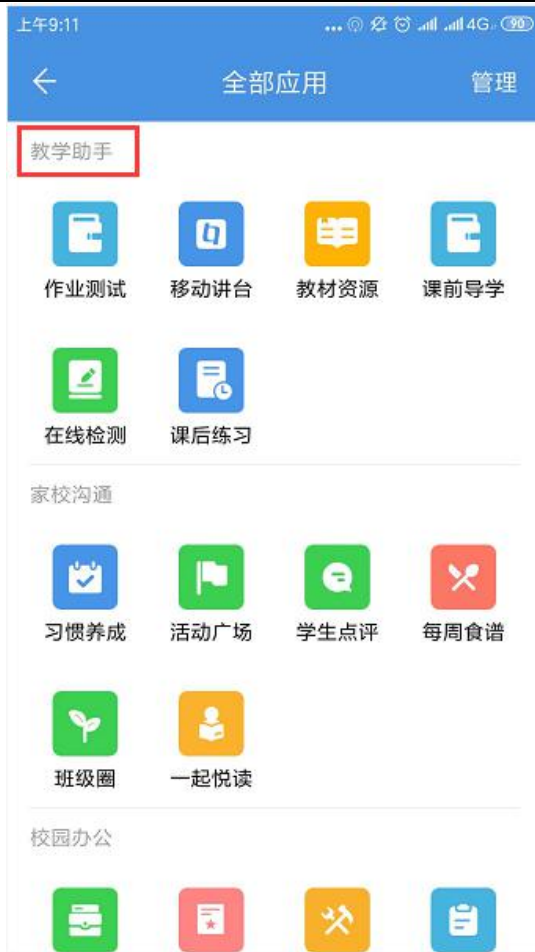 上午9:11 ... 4G 90
全部应用 管理
教学助手
作业测试 移动讲台 教材资源 课前导学
在线检测 课后练习
家校沟通
习惯养成 活动广场 学生点评 每周食谱
班级圈 一起悦读
校园办公